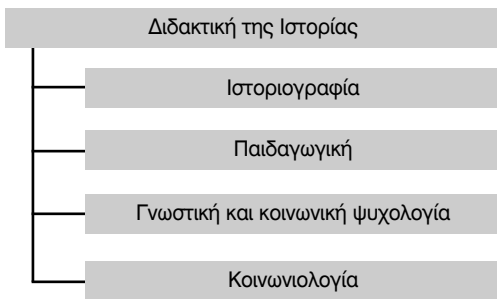 Διδακτική της Ιστορίας
Ιστοριογραφία
Παιδαγωγική
Γνωστική και κοινωνική ψυχολογία
Κοινωνιολογία